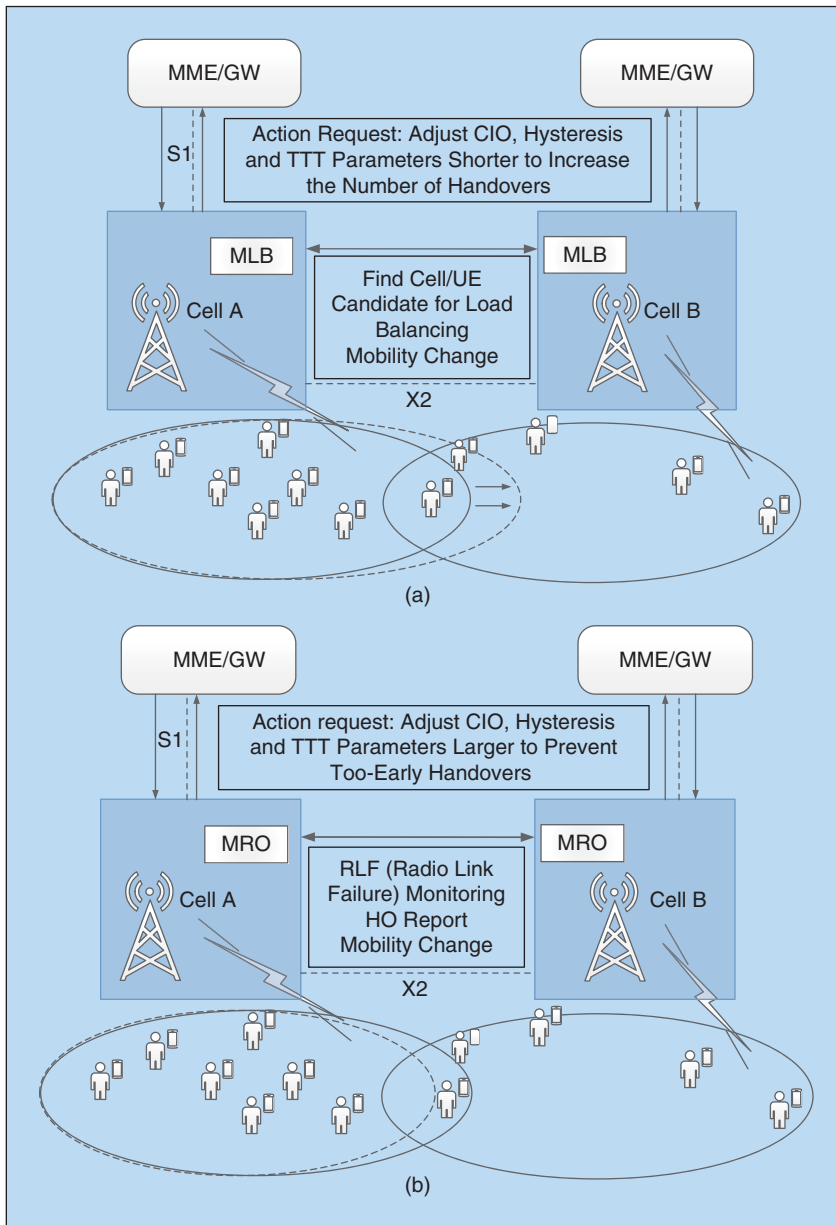 MME/GW
MME/GW
S1
Action Request: Adjust CIO, Hysteresis
and TTT Parameters Shorter to Increase
the Number of Handovers
MLB
MLB
Cell A
Find Cell/UE
Candidate for Load
Balancing
Mobility Change
Cell B
X2
(a)
MME/GW
MME/GW
S1
Action request: Adjust CIO, Hysteresis
and TTT Parameters Larger to Prevent
Too-Early Handovers
MRO
MRO
Cell A
RLF (Radio Link
Failure) Monitoring
HO Report
Mobility Change
Cell B
X2
(b)